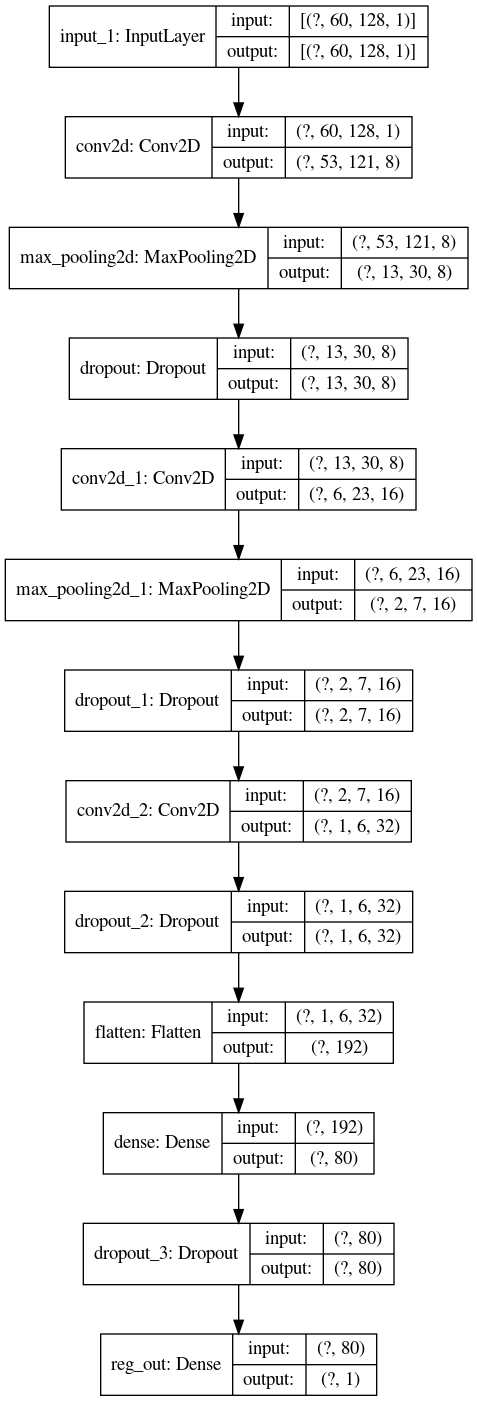 input_1: InputLayer
input:
[(?, 60, 128, 1)]
output:
[(?, 60, 128, 1)]
conv2d: Conv2D
input:
(?, 60, 128, 1)
output:
(?, 53, 121, 8)
max_pooling2d: MaxPooling2D
input:
(?, 53, 121, 8)
output:
(?, 13, 30, 8)
dropout: Dropout
input:
(?, 13, 30, 8)
output:
(?, 13, 30, 8)
conv2d_1: Conv2D
input:
(?, 13, 30, 8)
output:
(?, 6, 23, 16)
max_pooling2d_1: MaxPooling2D
input:
(?, 6, 23, 16)
output:
(?, 2, 7, 16)
dropout_1: Dropout
input:
(?, 2, 7, 16)
output:
(?, 2, 7, 16)
conv2d_2: Conv2D
input:
(?, 2, 7, 16)
output:
(?, 1, 6, 32)
dropout_2: Dropout
input:
(?, 1, 6, 32)
output:
(?, 1, 6, 32)
flatten: Flatten
input:
(?, 1, 6, 32)
output:
(?, 192)
dense: Dense
input:
(?, 192)
output:
(?, 80)
dropout_3: Dropout
input:
(?, 80)
output:
(?, 80)
reg_out: Dense
input:
(?, 80)
output:
(?, 1)